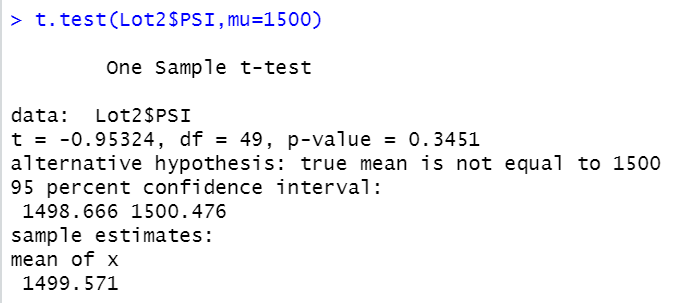 > t.test(Lot2$PSI,mu=1500)
One Sample t-test
data:  Lot2$PSI
t = -0.95324, df = 49, p-value = 0.3451
alternative hypothesis: true mean is not equal to 1500
95 percent confidence interval:
1498.666 1500.476
sample estimates:
mean of x
1499.571